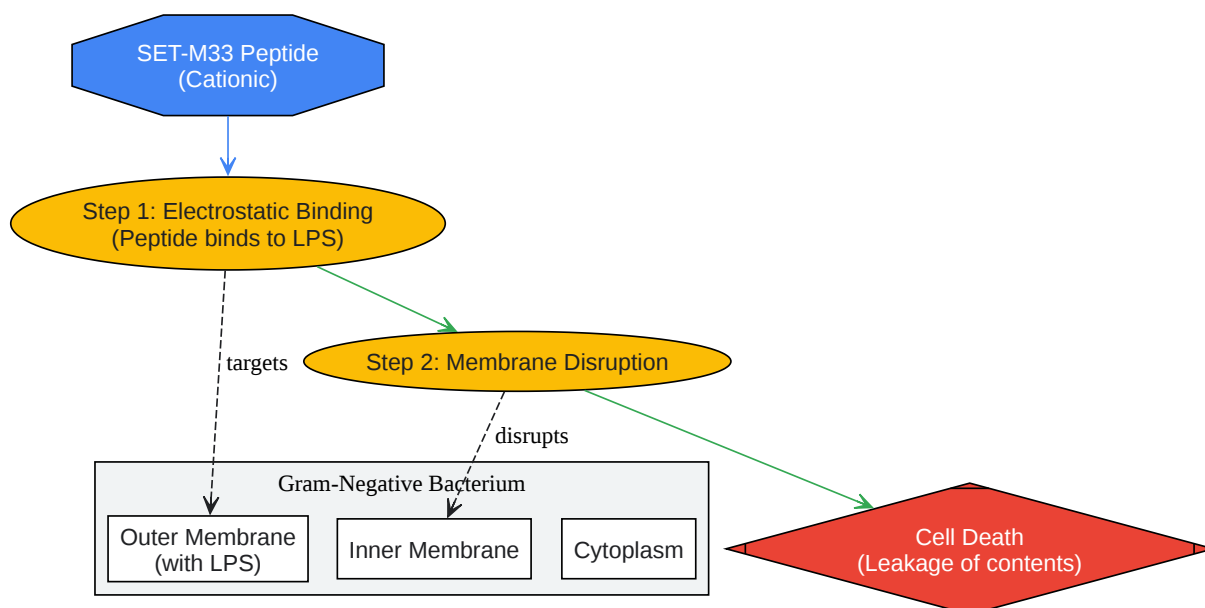 SET-M33 Peptide
(Cationic)
Step 1: Electrostatic Binding
(Peptide binds to LPS)
targets
Step 2: Membrane Disruption
disrupts
Gram-Negative Bacterium
Outer Membrane
(with LPS)
Inner Membrane
Cytoplasm
Cell Death
(Leakage of contents)